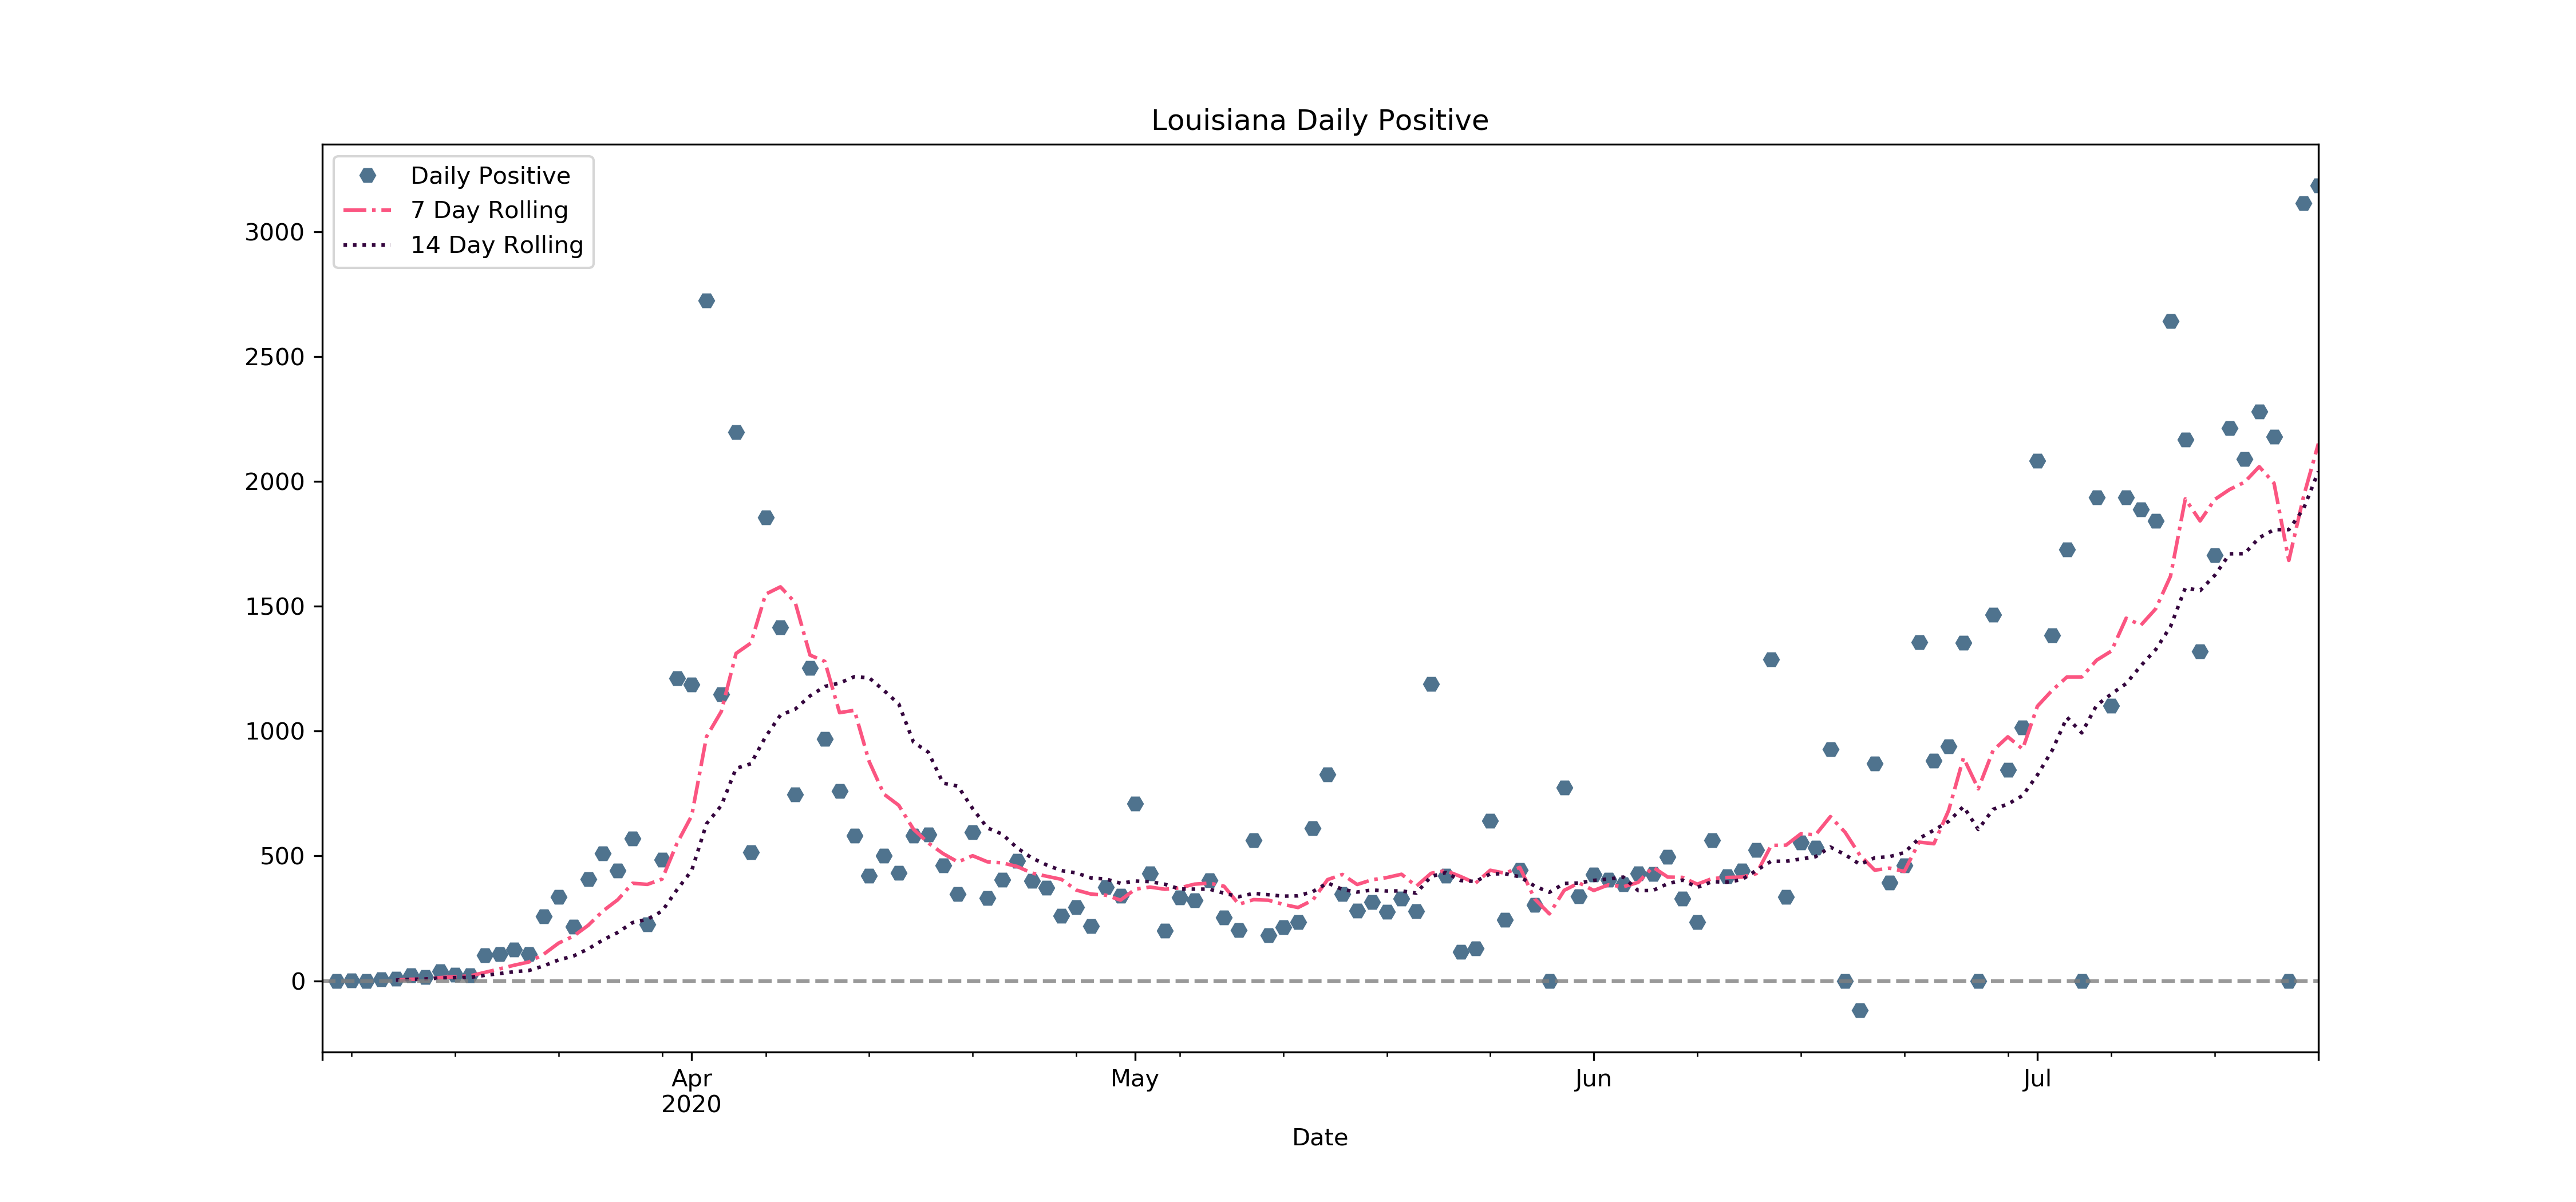 Louisiana Daily Positive
Daily Positive
7 Day Rolling
14 Day Rolling
3000
2500
2000
1500
1000
500
0
Apr
2020
May
Jun
Jul
Date